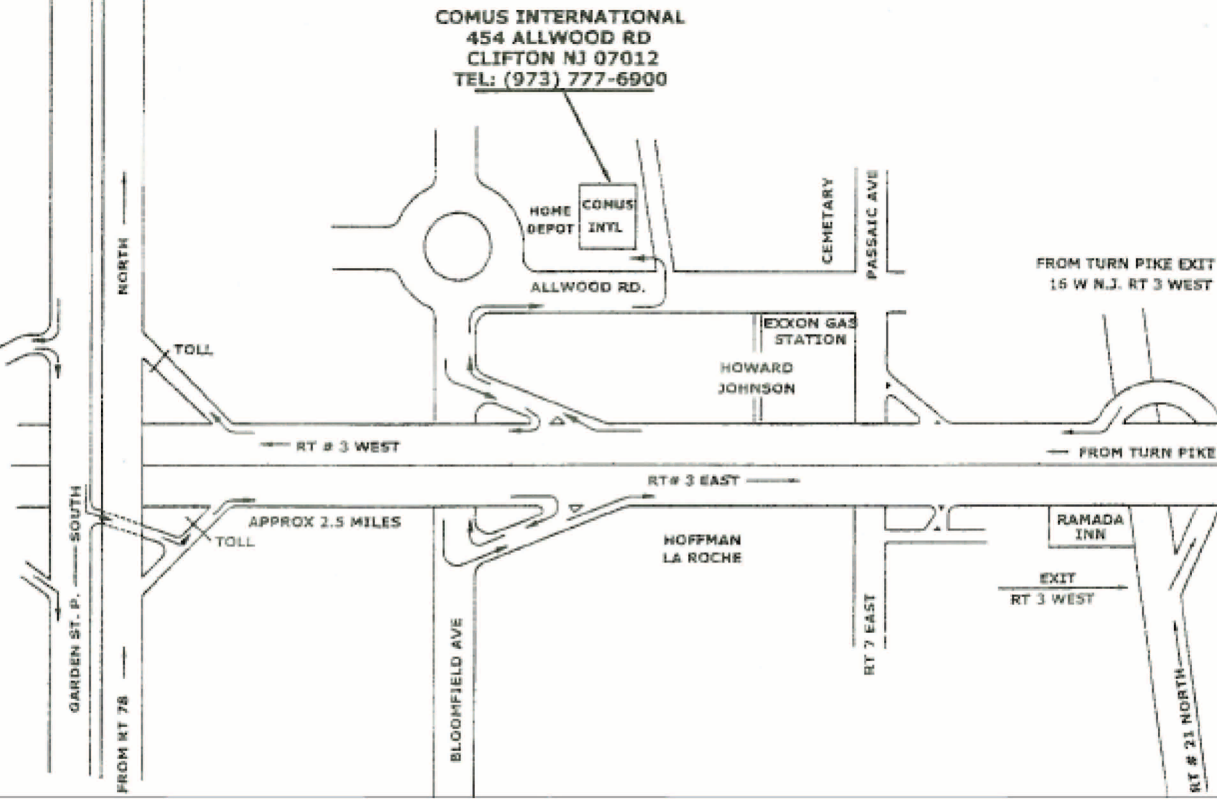 COMUS INTERNATIONAL
454 ALLWOOD RD
CLIFTON NJ 07012
TEL: (973) 777-6900
NORTH
HOME
DEPOT
COMUS
INTL
CEMETARY
PASSAIC AVE
FROM TURN PIKE EXIT
16 W N.J. RT 3 WEST
ALLWOOD RD.
TOLL
EXXON GAS
STATION
HOWARD
JOHNSON
RT # 3 WEST
FROM TURN PIKE
RT# 3 EAST
GARDEN ST. P.
SOUTH
TOLL
APPROX 2.5 MILES
HOFFMAN
LA ROCHE
RAMADA
INN
EXIT
RT 3 WEST
FROM RT 78
BLOOMFIELD AVE
RT 7 EAST
RT # 21 NORTH